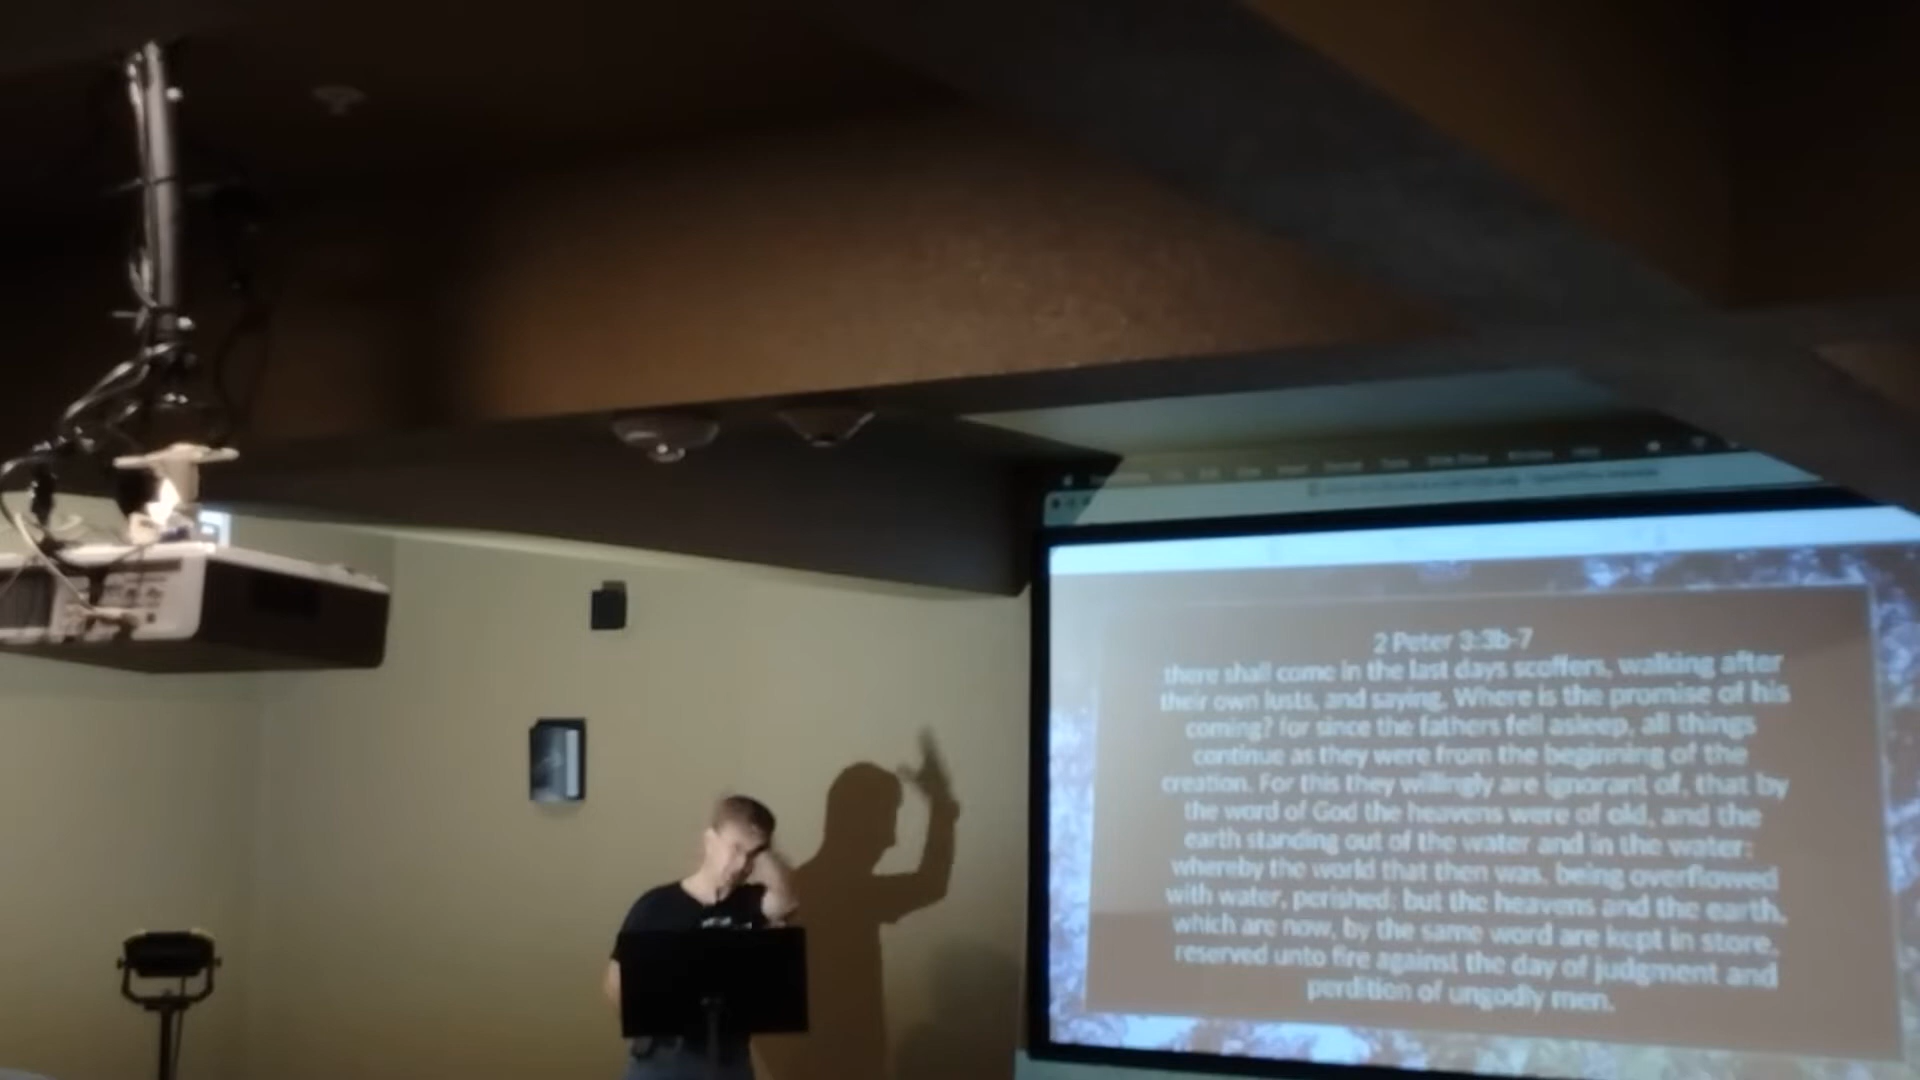 2 Peter 3:3b-7
there shall come in the last days scoffers, walking after
their own lusts, and saying, Where is the promise of his
coming? for since the fathers fell asleep, all things
continue as they were from the beginning of the
creation. For this they willingly are ignorant of, that by
the word of God the heavens were of old, and the
earth standing out of the water and in the water:
whereby the world that then was, being overflowed
with water, perished: but the heavens and the earth,
which are now, by the same word are kept in store,
reserved unto fire against the day of judgment and
perdition of ungodly men.